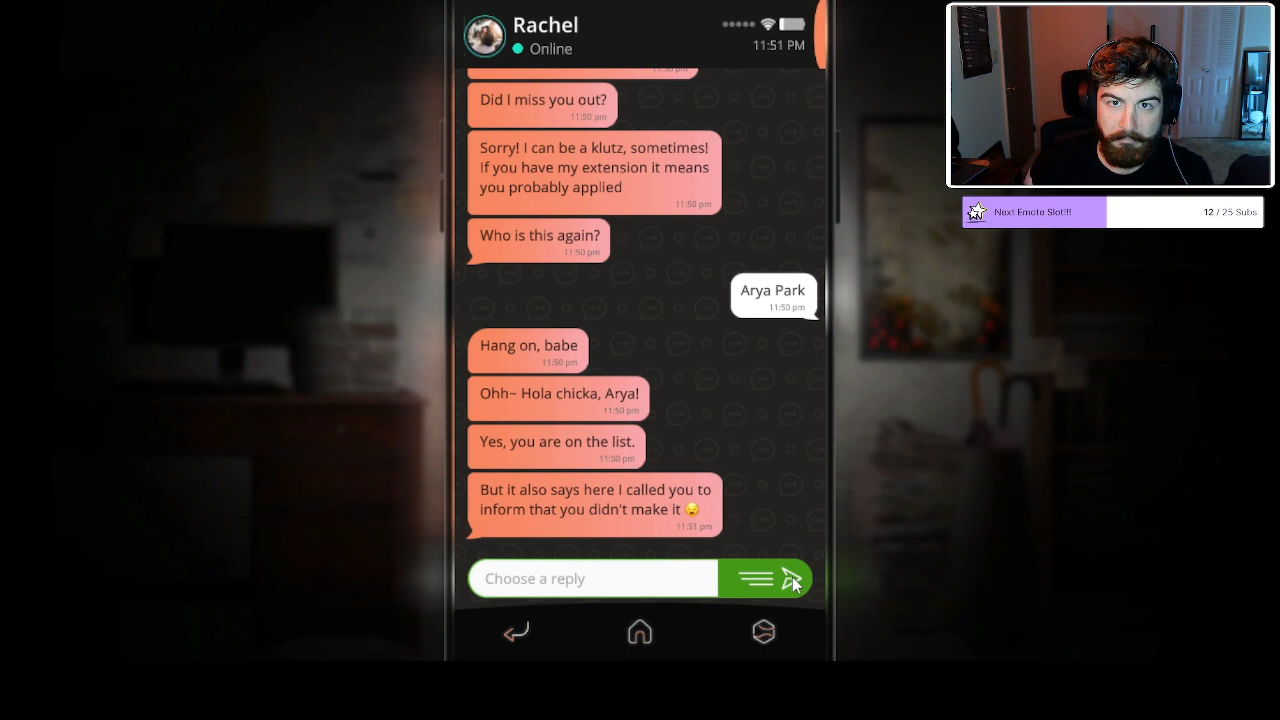 Rachel
Online
11:51 PM
11:50 pm
Did I miss you out?
11:50 pm
Sorry! I can be a klutz, sometimes!
If you have my extension it means
you probably applied
11:50 pm
Who is this again?
11:50 pm
Arya Park
11:50 pm
Hang on, babe
11:50 pm
Ohh~ Hola chicka, Arya!
11:50 pm
Yes, you are on the list.
11:50 pm
But it also says here I called you to
inform that you didn't make it 😥
11:51 pm
Choose a reply
Next Emote Slot!!!
12 / 25 Subs